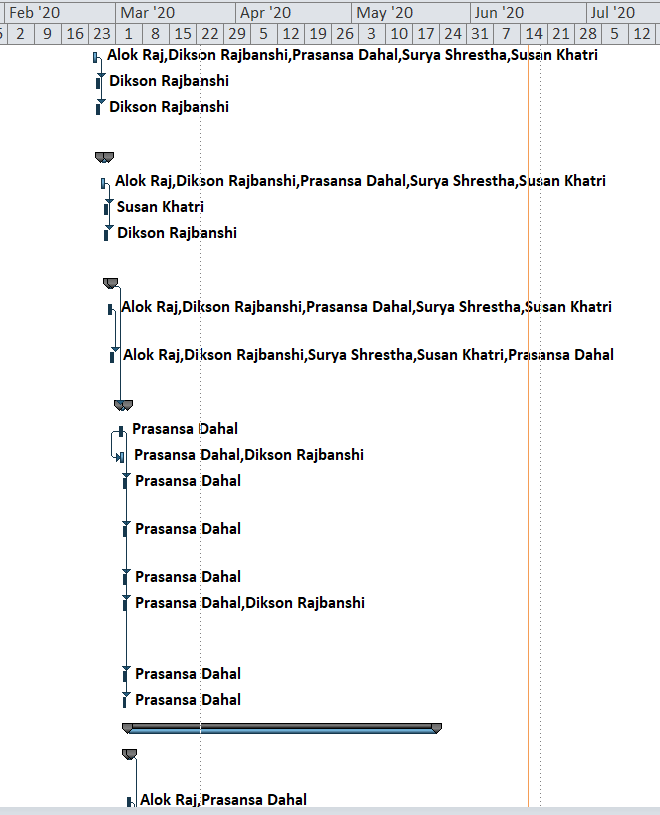 Feb '20 Mar '20 Apr '20 May '20 Jun '20 Jul '20
2 9 16 23 1 8 15 22 29 5 12 19 26 3 10 17 24 31 7 14 21 28 5 12
Alok Raj,Dikson Rajbanshi,Prasansa Dahal,Surya Shrestha,Susan Khatri
Dikson Rajbanshi
Dikson Rajbanshi
Alok Raj,Dikson Rajbanshi,Prasansa Dahal,Surya Shrestha,Susan Khatri
Susan Khatri
Dikson Rajbanshi
Alok Raj,Dikson Rajbanshi,Prasansa Dahal,Surya Shrestha,Susan Khatri
Alok Raj,Dikson Rajbanshi,Surya Shrestha,Susan Khatri,Prasansa Dahal
Prasansa Dahal
Prasansa Dahal,Dikson Rajbanshi
Prasansa Dahal
Prasansa Dahal
Prasansa Dahal
Prasansa Dahal,Dikson Rajbanshi
Prasansa Dahal
Prasansa Dahal
Alok Raj,Prasansa Dahal